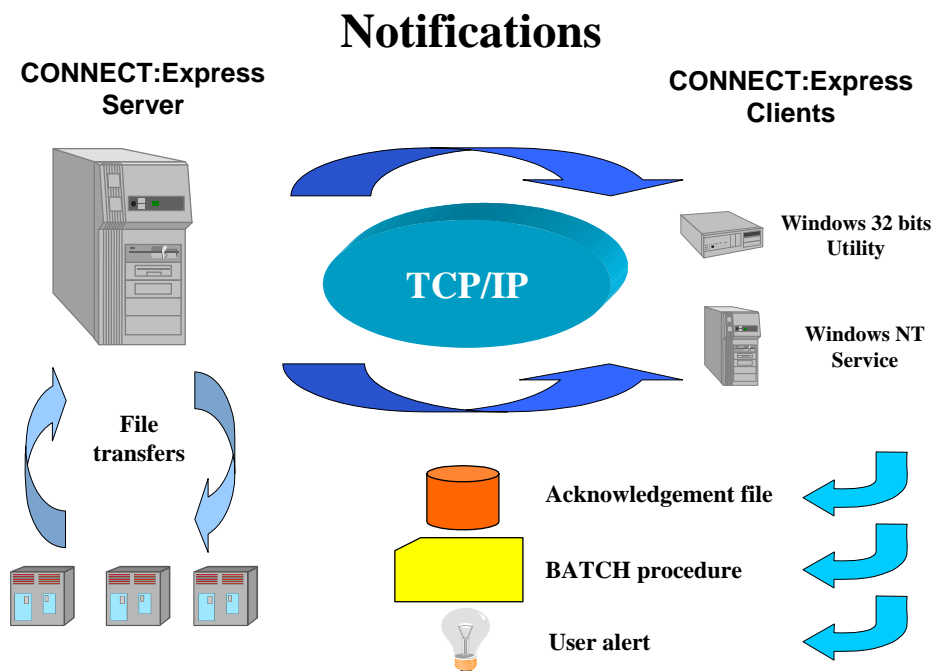 Notifications
CONNECT:Express
Server
CONNECT:Express
Clients
TCP/IP
Windows 32 bits
Utility
Windows NT
Service
File
transfers
Acknowledgement file
BATCH procedure
User alert